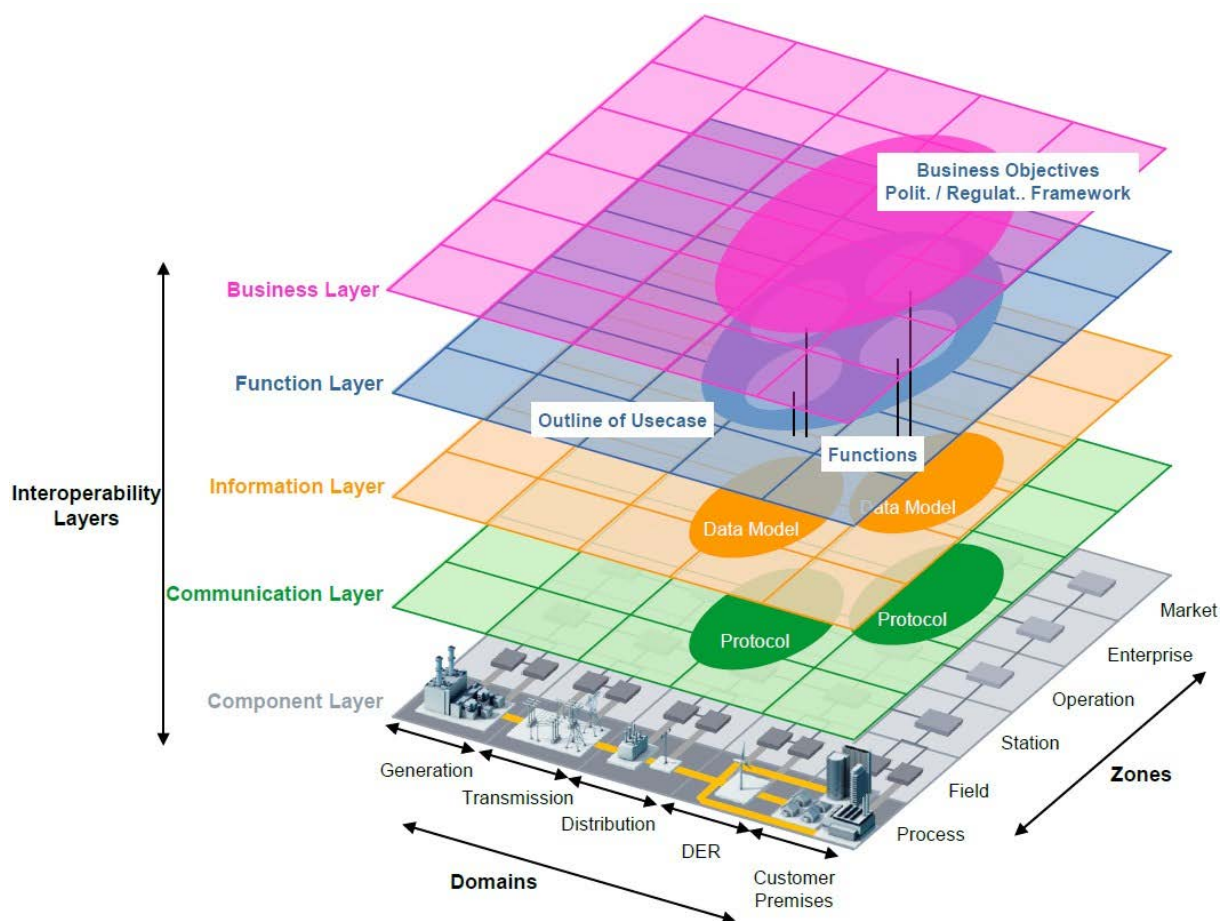 Business Objectives
Polit. / Regulat.. Framework
Business Layer
Function Layer
Outline of Usecase
Functions
Information Layer
Data Model
Data Model
Interoperability
Layers
Communication Layer
Protocol
Protocol
Component Layer
Market
Enterprise
Operation
Station
Field
Process
Zones
Generation
Transmission
Distribution
DER
Customer
Premises
Domains